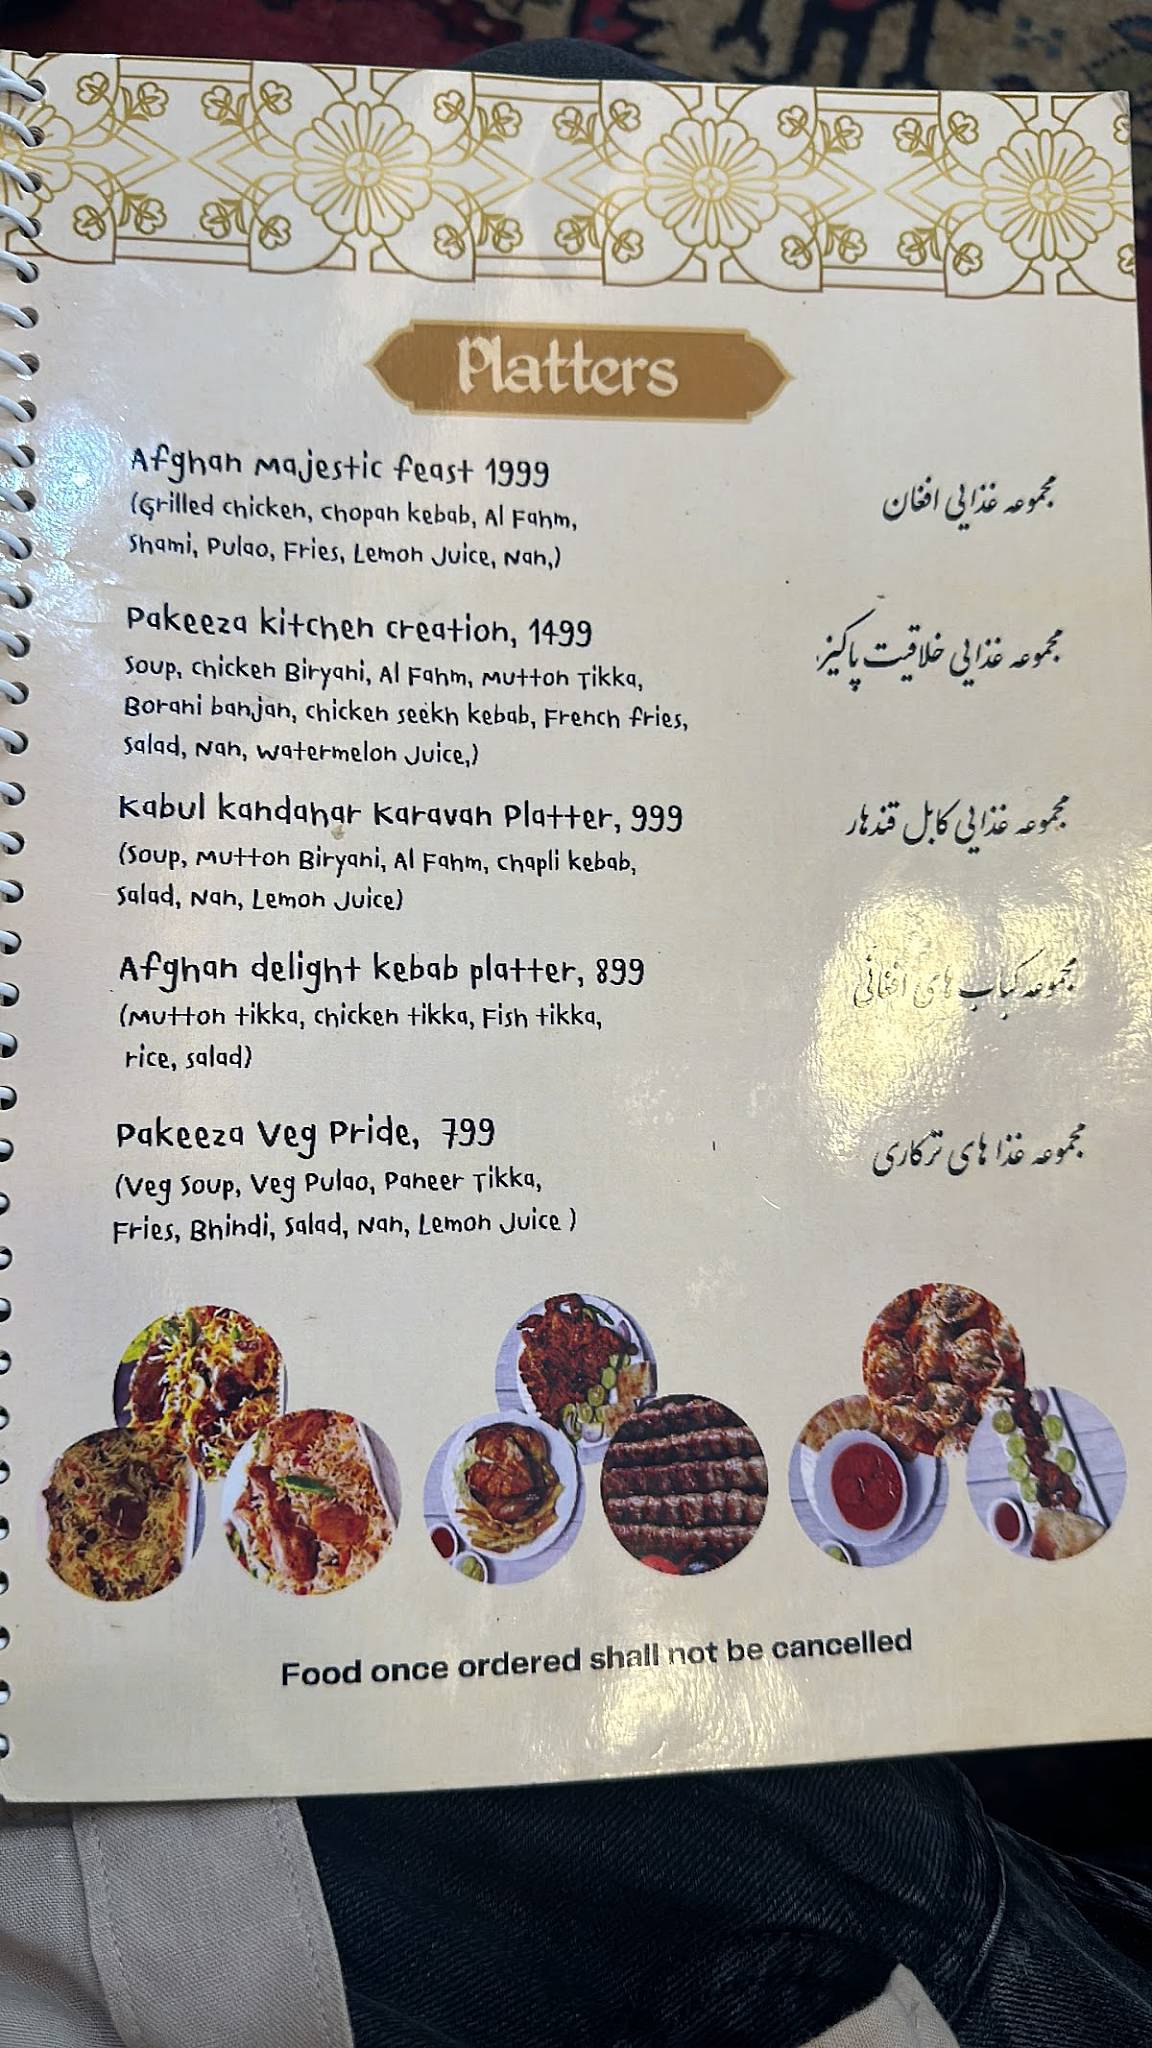 Platters
Afghan Majestic feast 1999
مجموعه غذایی افغان
(Grilled chicken, chopan kebab, Al Fahm,
Shami, Pulao, Fries, Lemon Juice, Nan,)
Pakeeza kitchen creation, 1499
مجموعه غذایی خلاقیت پاکیز
Soup, chicken Biryani, Al Fahm, Mutton Tikka,
Borani banjan, chicken seekh kebab, French fries,
Salad, Nan, Watermelon Juice,)
Kabul kandahar Karavan Platter, 999
مجموعه غذایی کابل قندهار
(Soup, Mutton Biryani, Al Fahm, Chapli kebab,
Salad, Nan, Lemon Juice)
Afghan delight kebab platter, 899
مجموعه کباب های افغانی
(Mutton tikka, chicken tikka, Fish tikka,
rice, salad)
Pakeeza Veg Pride, 799
مجموعه غذا های ترکاری
(Veg Soup, Veg Pulao, Paneer Tikka,
Fries, Bhindi, Salad, Nan, Lemon Juice )
Food once ordered shall not be cancelled